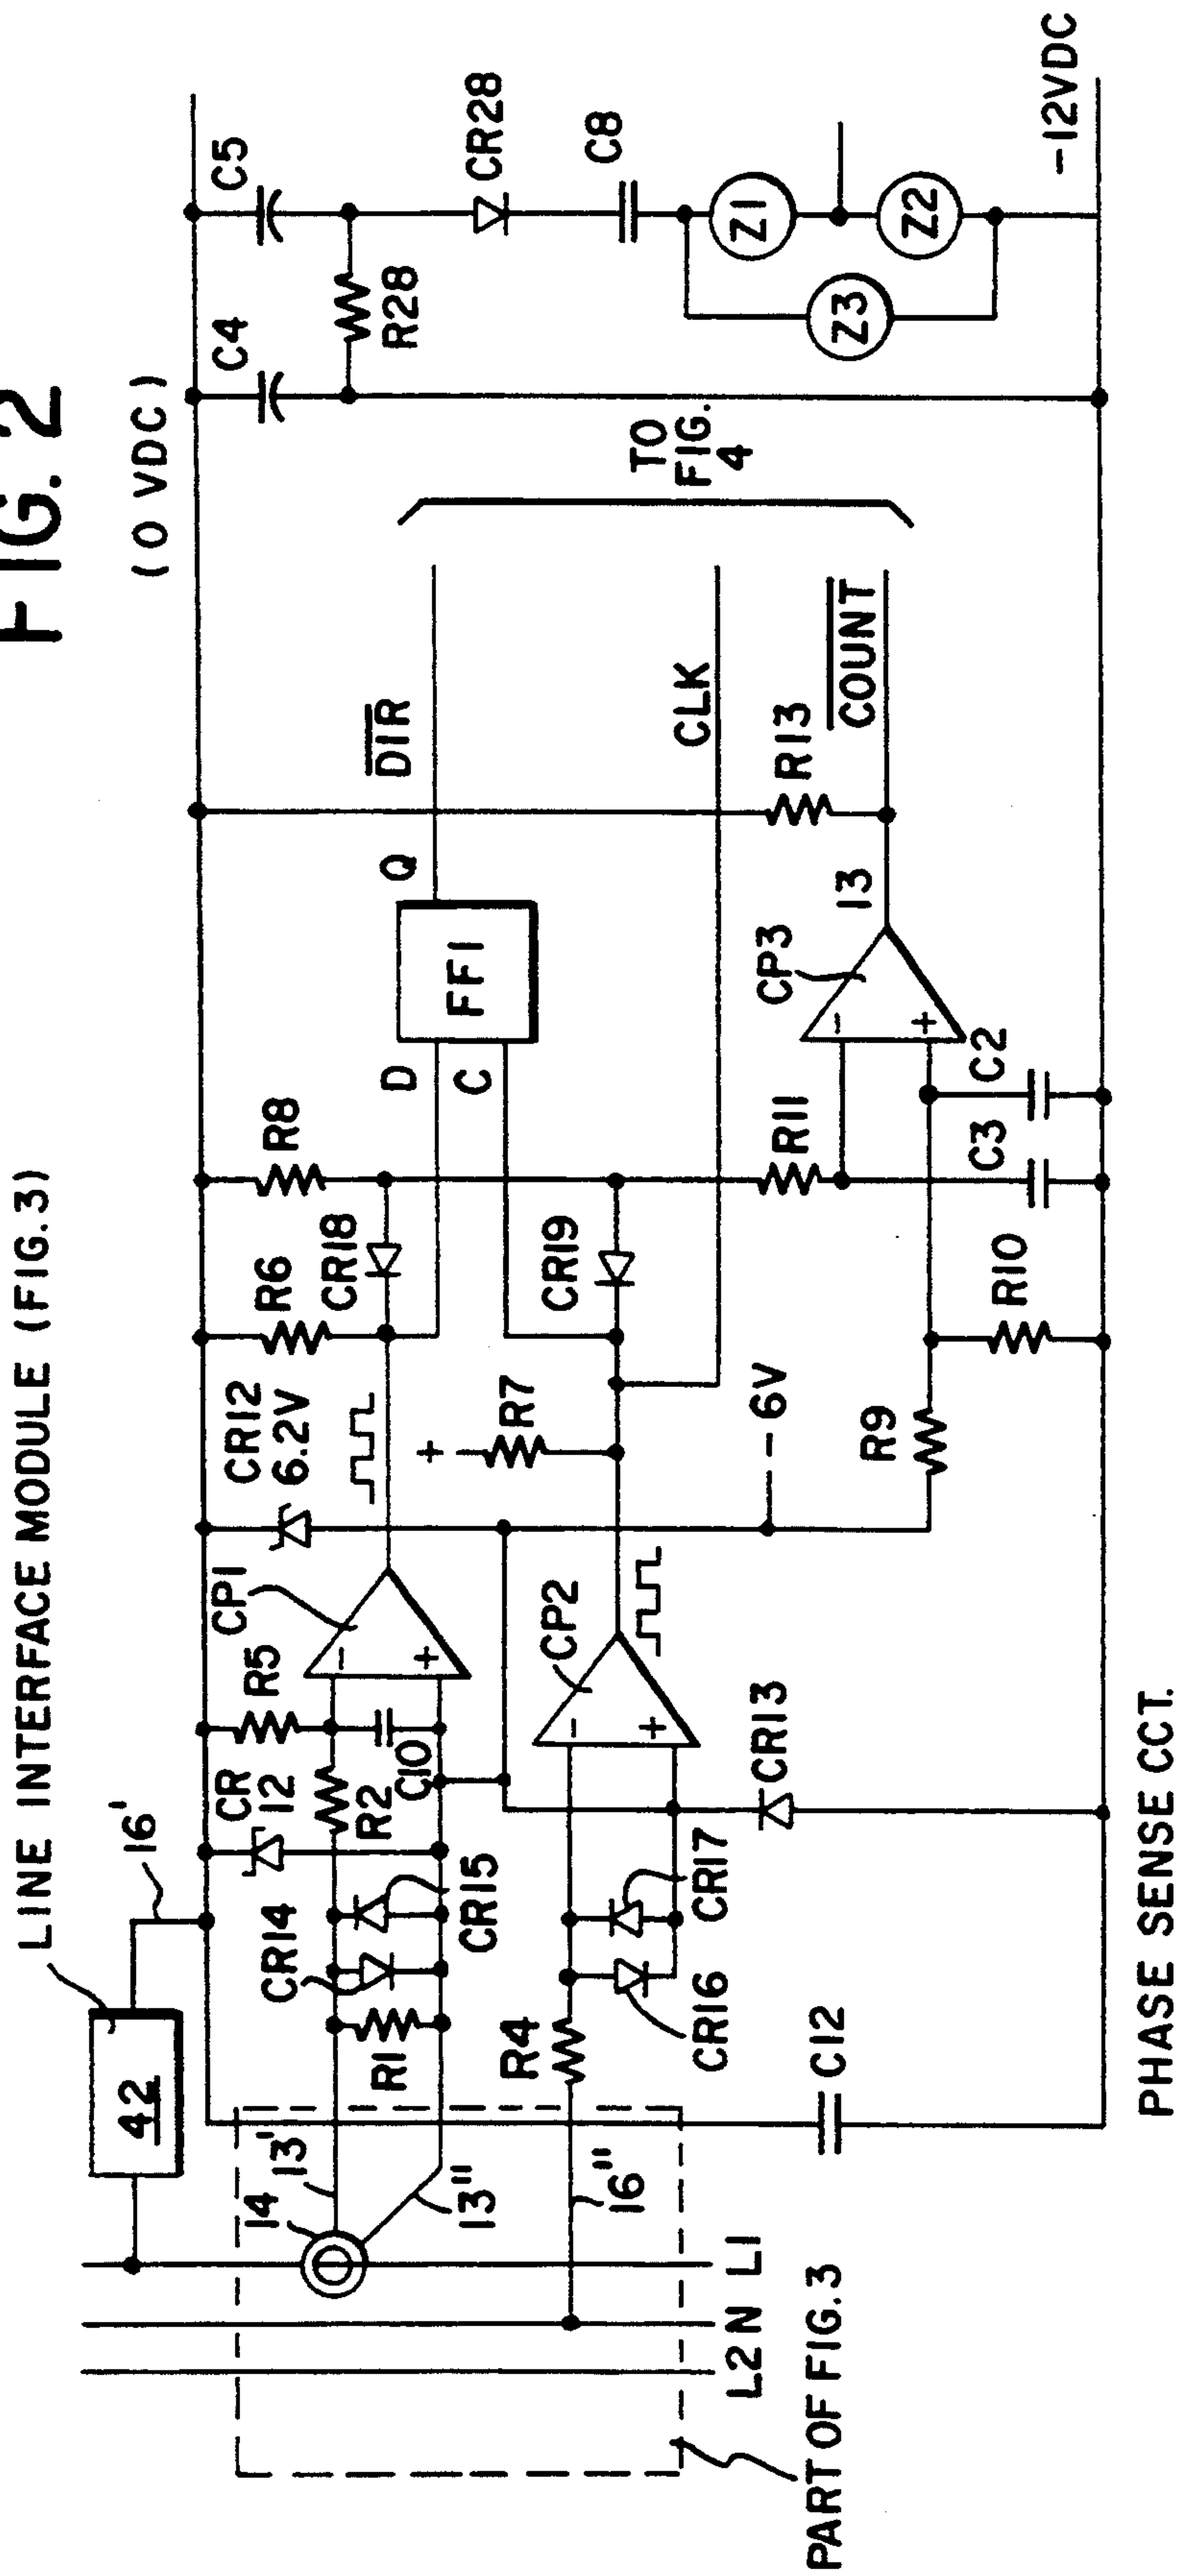 FIG. 2
LINE INTERFACE MODULE (FIG.3)
(0 VDC)
42
16'
CR
12
R5
CP1
CR12
6.2V
R6
R8
CR18
D
C
FF1
Q
DIR
C4
C5
R28
CR28
C8
Z1
Z2
Z3
-12VDC
TO
FIG.
4
14
13'
13"
R1
CR14
CR15
R2
C10
-
+
R7
+
CR19
CLK
COUNT
R13
13
CP3
-
+
R11
C3
C2
R10
R9
-6V
CP2
-
+
CR13
CR17
CR16
R4
16"
C12
L2 N L1
PART OF FIG.3
PHASE SENSE CCT.